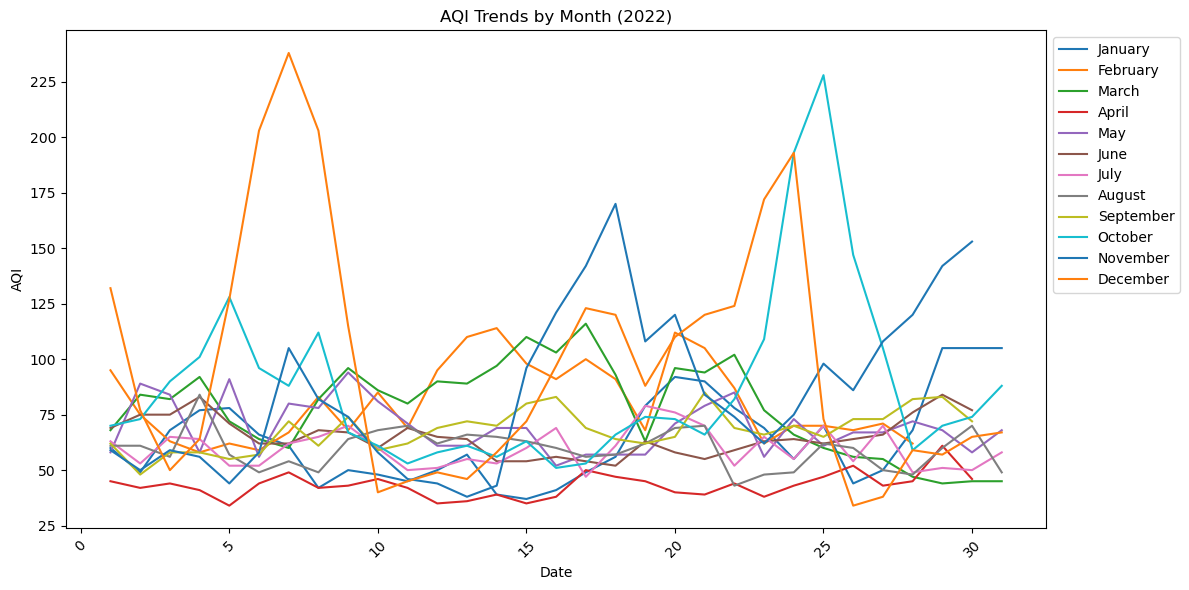 AQI Trends by Month (2022)
225
200
175
150
125
100
75
50
25
AQI
0
5
10
15
20
25
30
Date
January
February
March
April
May
June
July
August
September
October
November
December